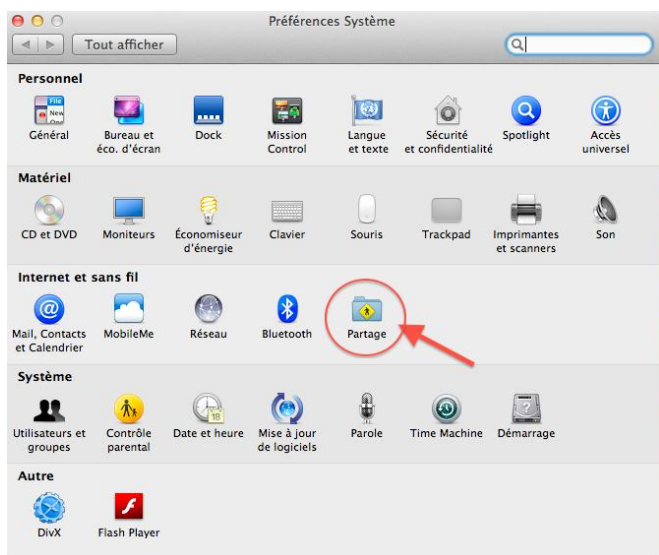 Préférences Système
Tout afficher
Personnel
File
New
Général
Bureau et
éco. d'écran
Dock
Mission
Control
Langue
et texte
Sécurité
et confidentialité
Spotlight
Accès
universel
Matériel
CD et DVD
Moniteurs
Économiseur
d'énergie
Clavier
Souris
Trackpad
Imprimantes
et scanners
Son
Internet et sans fil
Mail, Contacts
et Calendrier
MobileMe
Réseau
Bluetooth
Partage
Système
Utilisateurs et
groupes
Contrôle
parental
18
Date et heure
Mise à jour
de logiciels
Parole
Time Machine
?
Démarrage
Autre
DivX
Flash Player